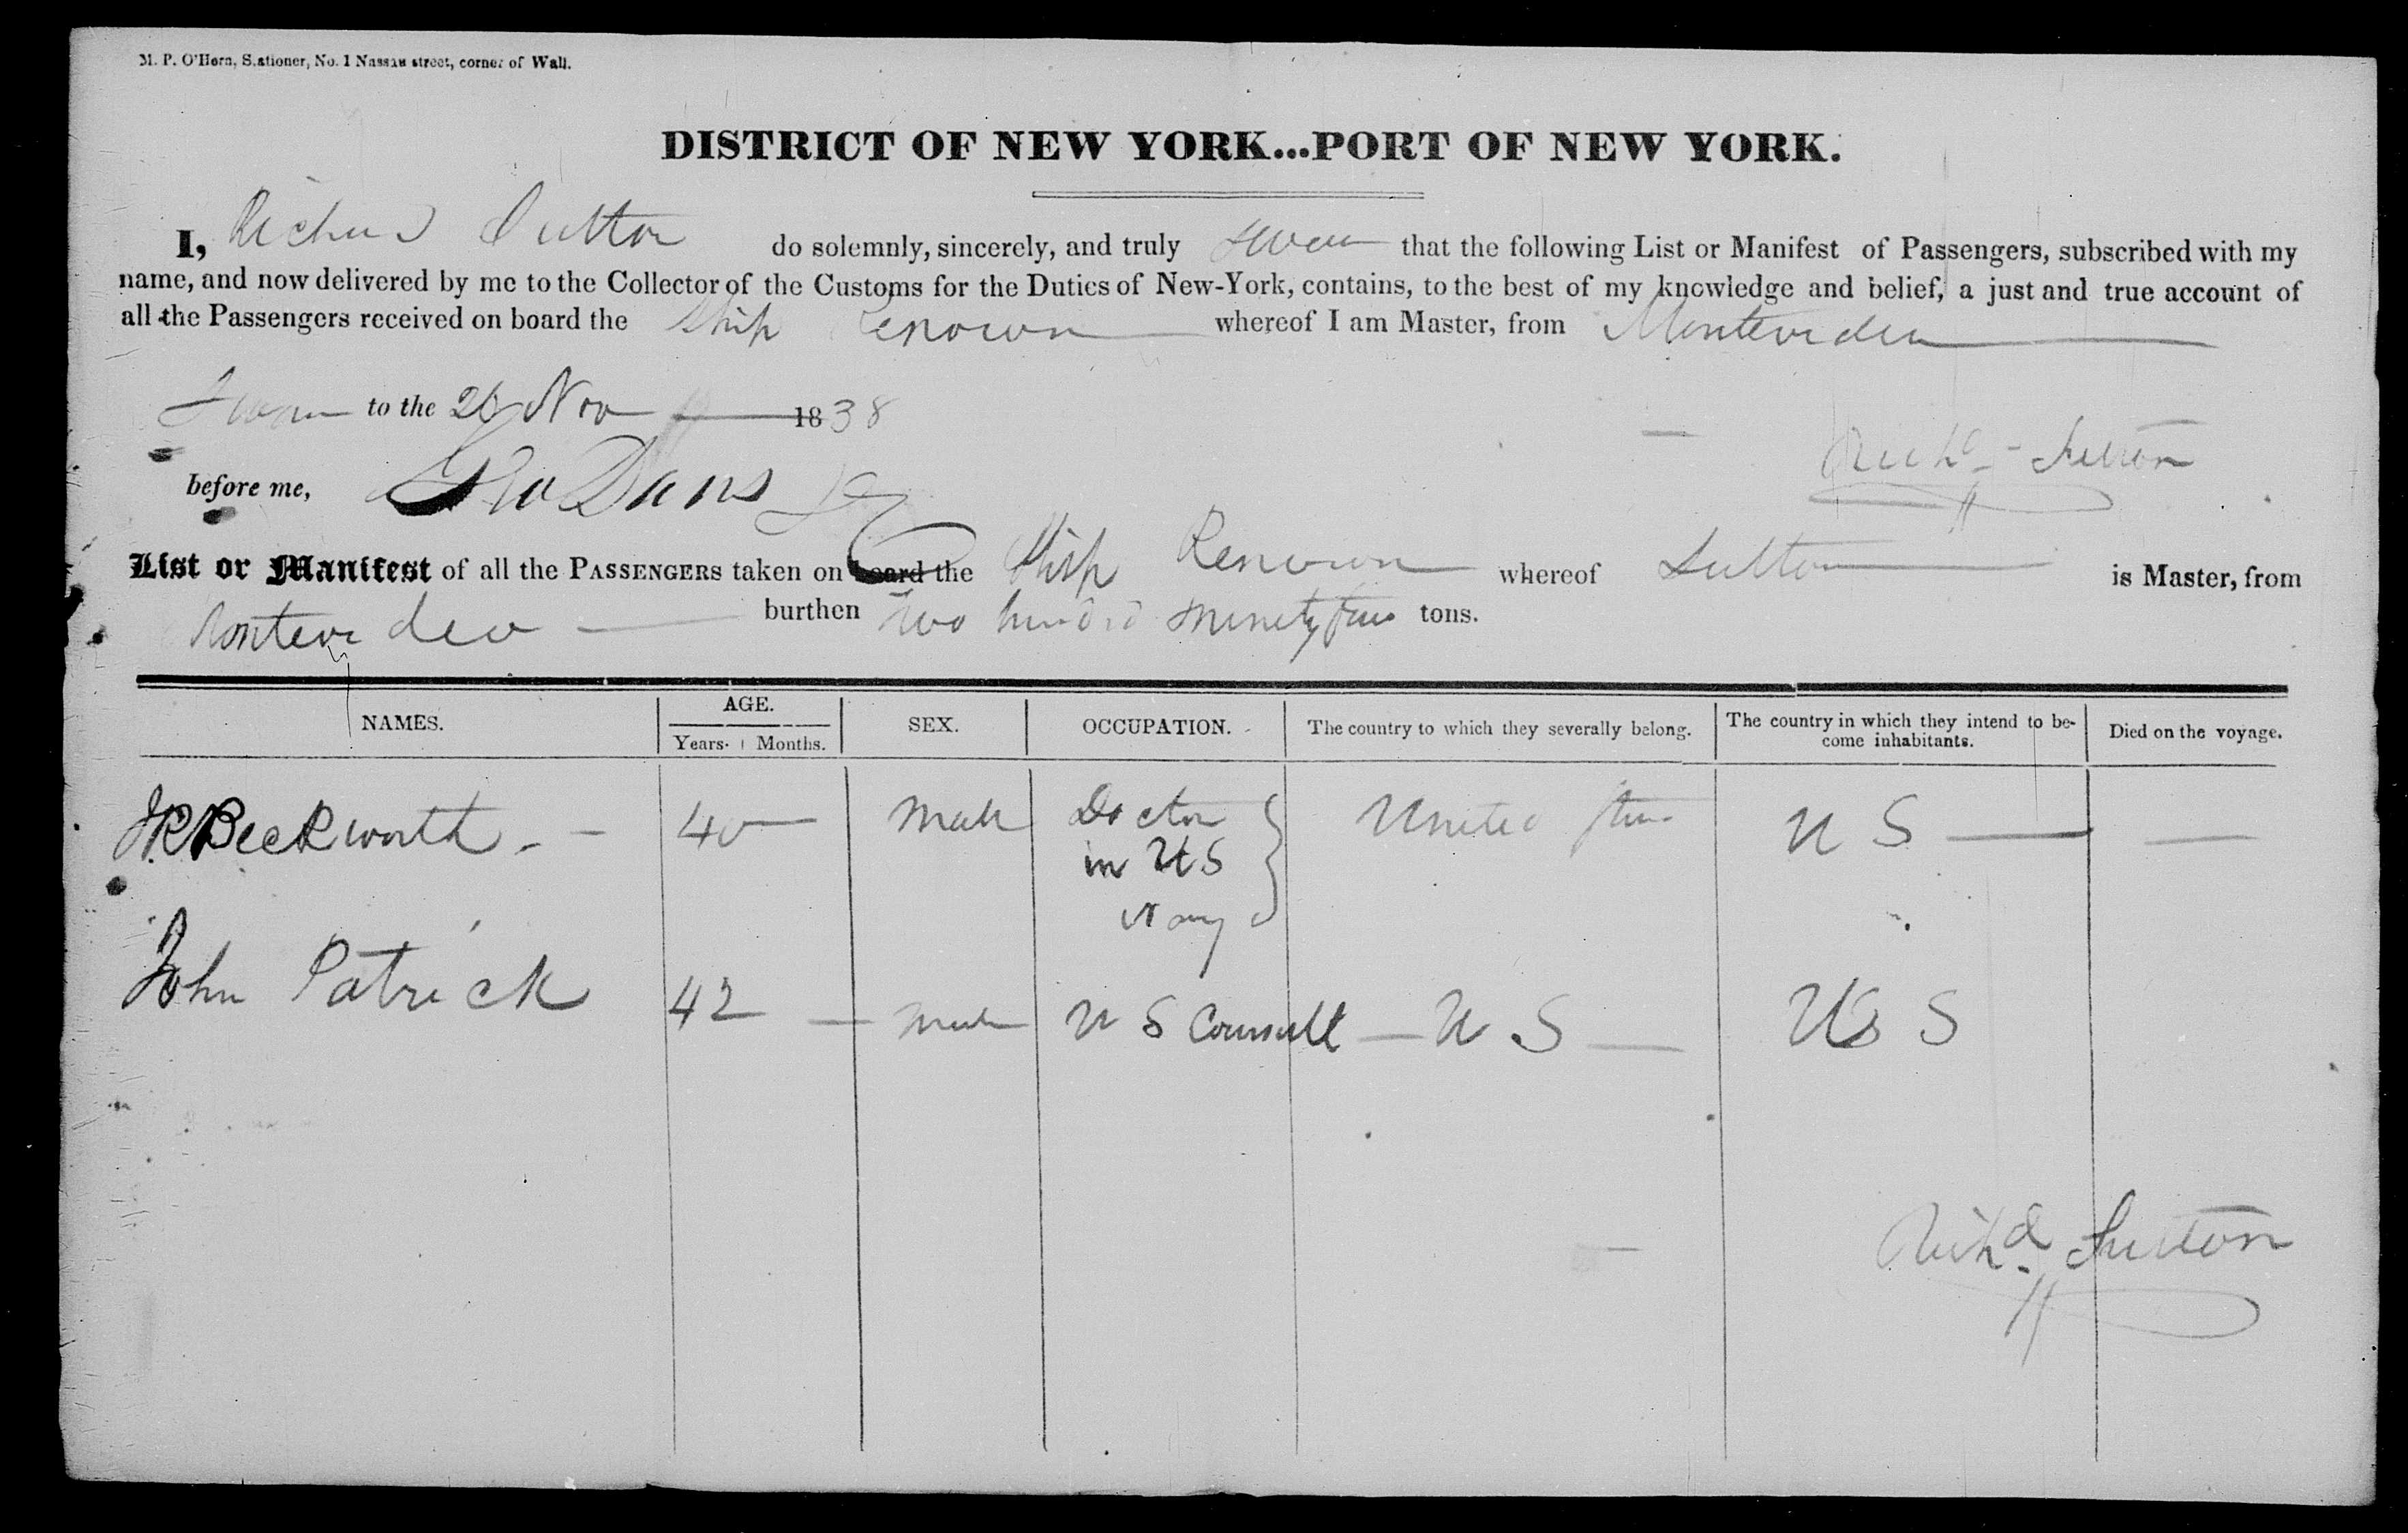 M. P. O'Hern, Stationer, No. 1 Nassau street, corner of Wall.
DISTRICT OF NEW YORK...PORT OF NEW YORK.
I, Richard Sutton do solemnly, sincerely, and truly swear that the following List or Manifest of Passengers, subscribed with my
name, and now delivered by me to the Collector of the Customs for the Duties of New-York, contains, to the best of my knowledge and belief, a just and true account of
all the Passengers received on board the Ship Renown whereof I am Master, from Montevideo
Sworn to the 26 Nov 1838
Richd Sutton
before me, Geo Davis
List or Manifest of all the PASSENGERS taken on board the Ship Renown whereof Sutton is Master, from
Montevideo burthen Two hundred Ninety tons.
NAMES. AGE. Years. Months. SEX. OCCUPATION. The country to which they severally belong. The country in which they intend to be-come inhabitants. Died on the voyage.
JR Beckworth 40 Male Doctor United States U S
in US
Navy
John Patrick 42 Male U S Counsult U S U S
Richd Sutton